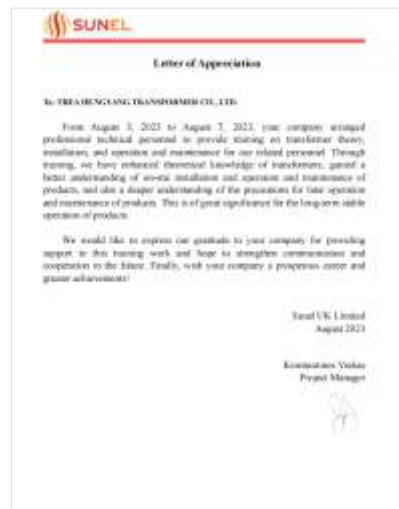 SUNEL
Letter of Appreciation
To: TBEA HENGYANG TRANSFORMER CO., LTD.
From August 3, 2023 to August 7, 2023, your company arranged
professional technical personnel to provide training on transformer theory,
installation, and operation and maintenance for our related personnel. Through
training, we have enhanced theoretical knowledge of transformers, gained a
better understanding of on-site installation and operation and maintenance of
products, and also a deeper understanding of the precautions for later operation
and maintenance of products. This is of great significance for the long-term stable
operation of products.
We would like to express our gratitude to your company for providing
support in this training work and hope to strengthen communication and
cooperation in the future. Finally, wish your company a prosperous career and
greater achievements!
Sunel UK Limited
August 2023
Konstantinos
Project Manager